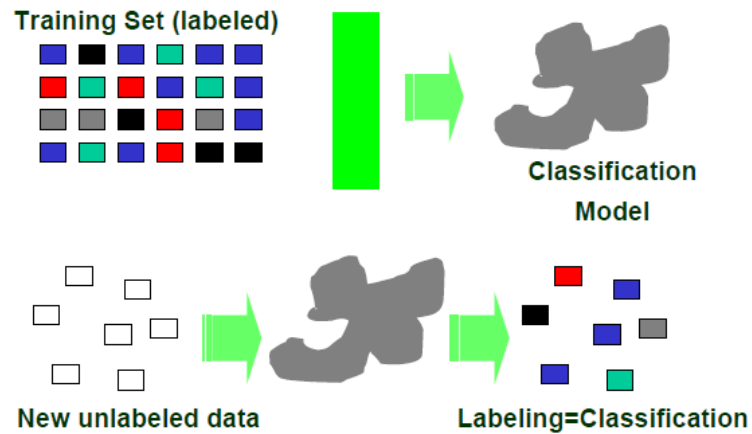 Training Set (labeled)
Classification
Model
New unlabeled data
Labeling=Classification